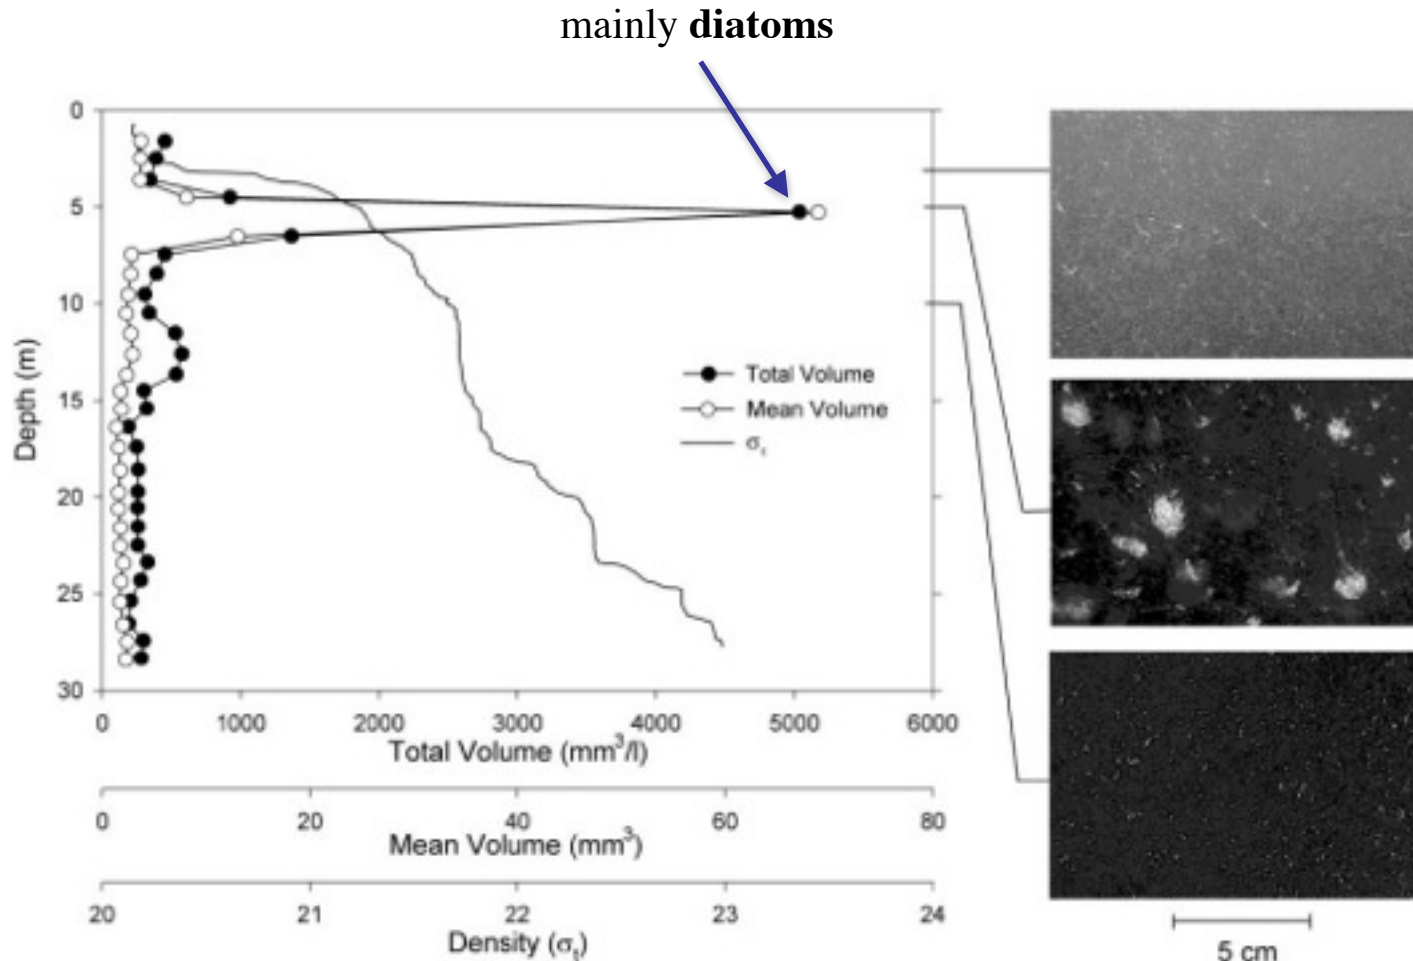 mainly diatoms
0
5
10
15
20
25
30
Depth (m)
Total Volume
Mean Volume
σt
0 1000 2000 3000 4000 5000 6000
Total Volume (mm³/l)
0 20 40 60 80
Mean Volume (mm³)
20 21 22 23 24
Density (σt)
5 cm